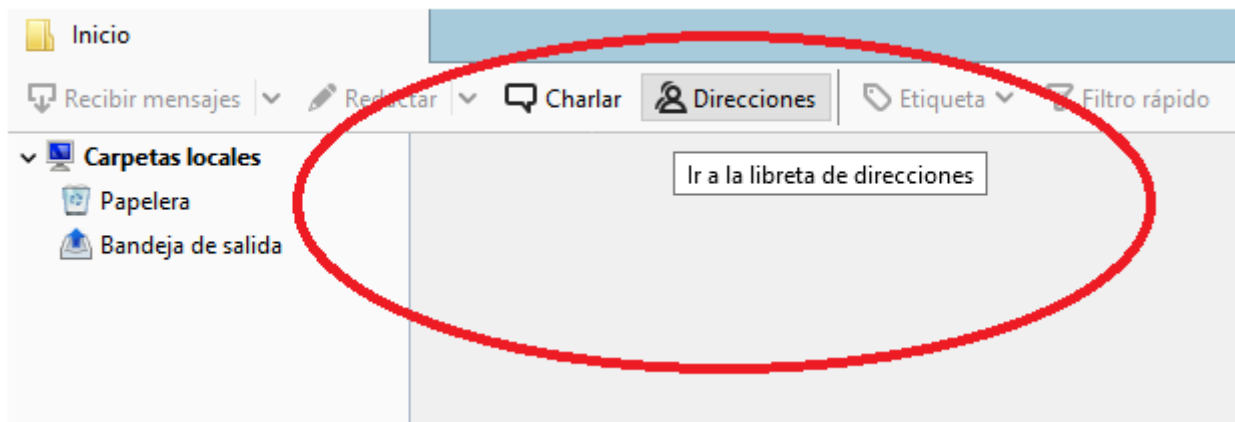 Inicio
Recibir mensajes Redactar Charlar Direcciones Etiqueta Filtro rápido
Carpetas locales
Ir a la libreta de direcciones
Papelera
Bandeja de salida